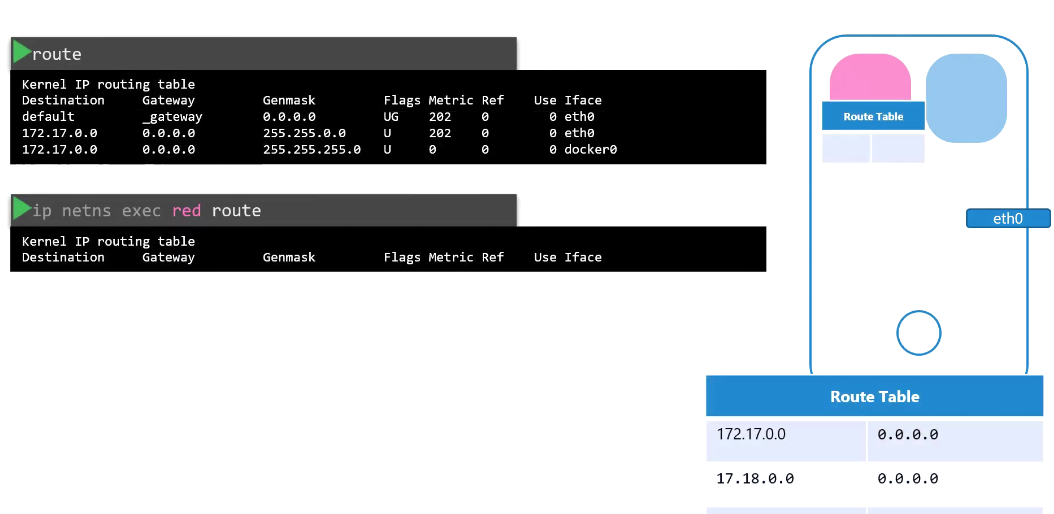 route
Kernel IP routing table
Destination Gateway Genmask Flags Metric Ref Use Iface
default _gateway 0.0.0.0 UG 202 0 0 eth0
172.17.0.0 0.0.0.0 255.255.0.0 U 202 0 0 eth0
172.17.0.0 0.0.0.0 255.255.255.0 U 0 0 0 docker0
ip netns exec red route
Kernel IP routing table
Destination Gateway Genmask Flags Metric Ref Use Iface
Route Table
eth0
Route Table
172.17.0.0 0.0.0.0
17.18.0.0 0.0.0.0